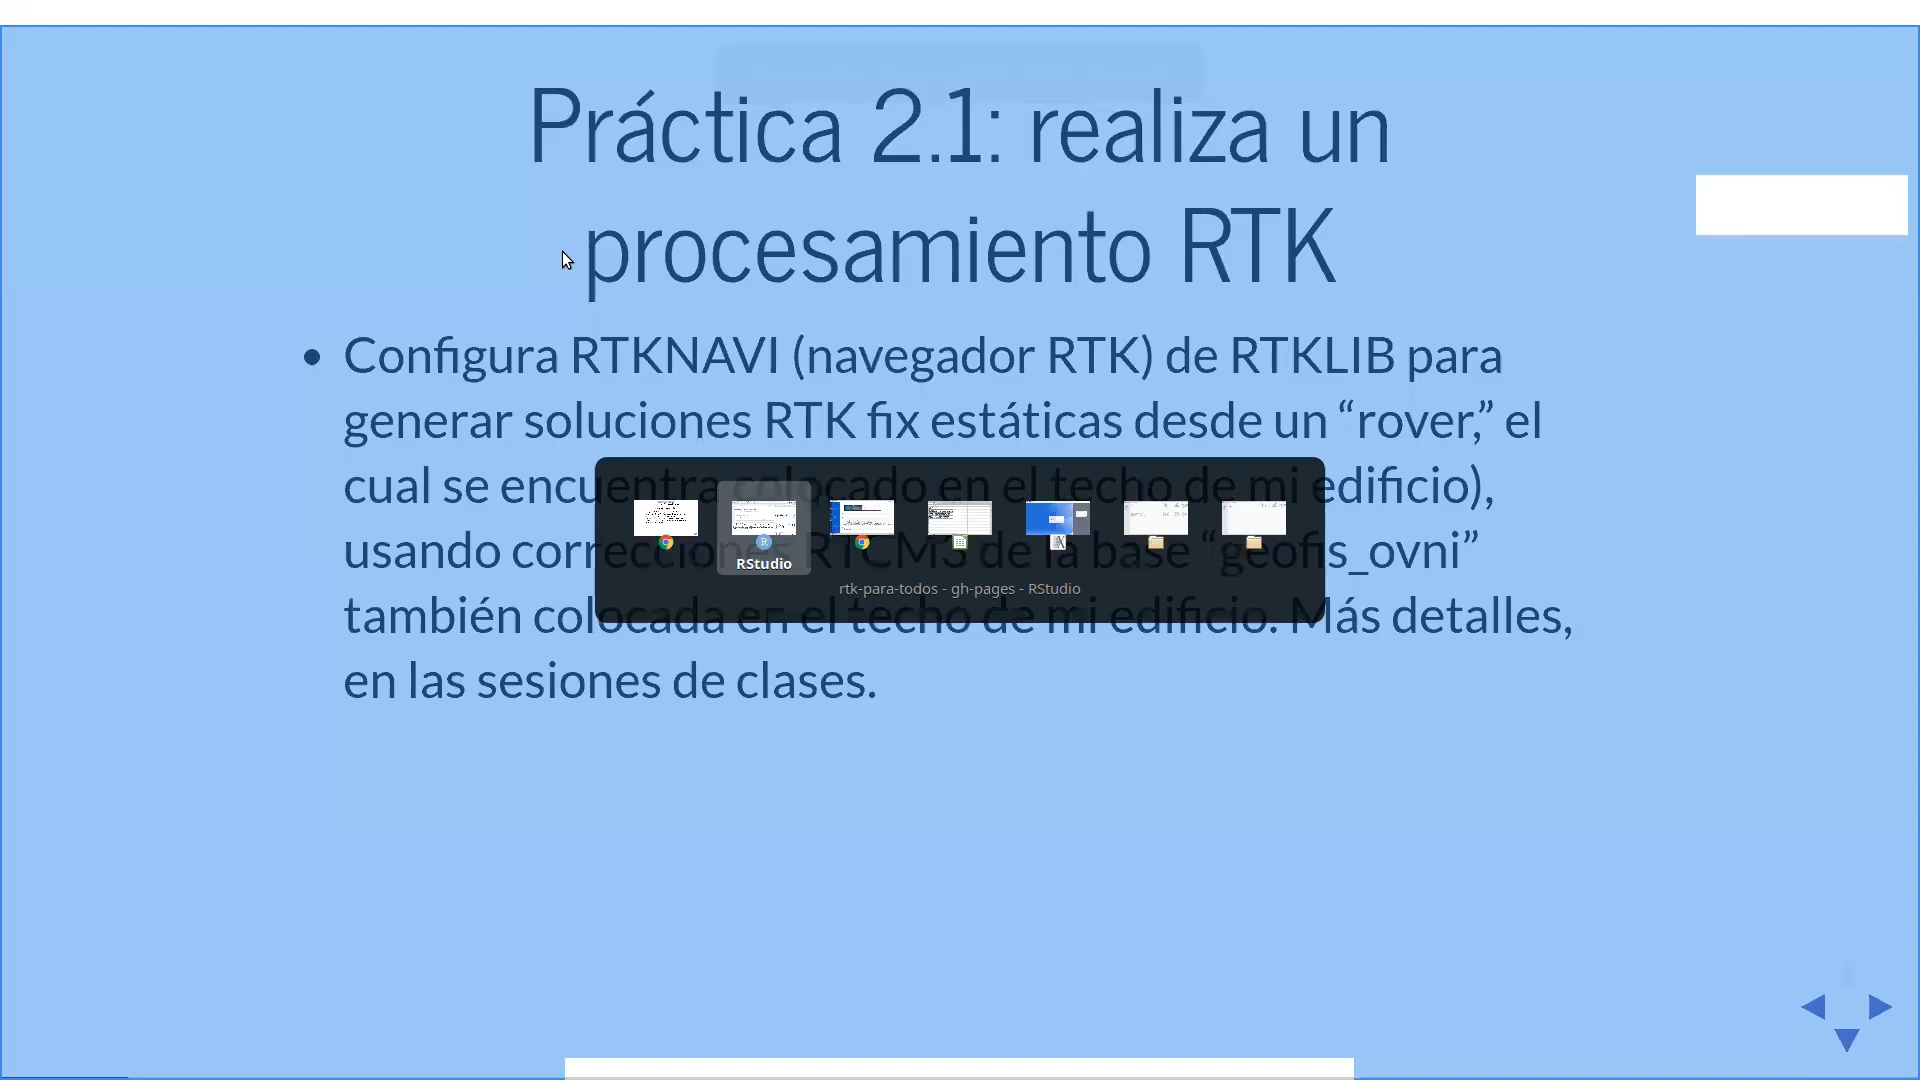 Práctica 2.1: realiza un
procesamiento RTK
• Configura RTKNAVI (navegador RTK) de RTKLIB para
generar soluciones RTK fix estáticas desde un “rover,” el
cual se encuentra colocado en el techo de mi edificio),
usando correcciones RTCM3 de la base “geofis_ovni”
también colocada en el techo de mi edificio. Más detalles,
en las sesiones de clases.
RStudio
rtk-para-todos - gh-pages - RStudio